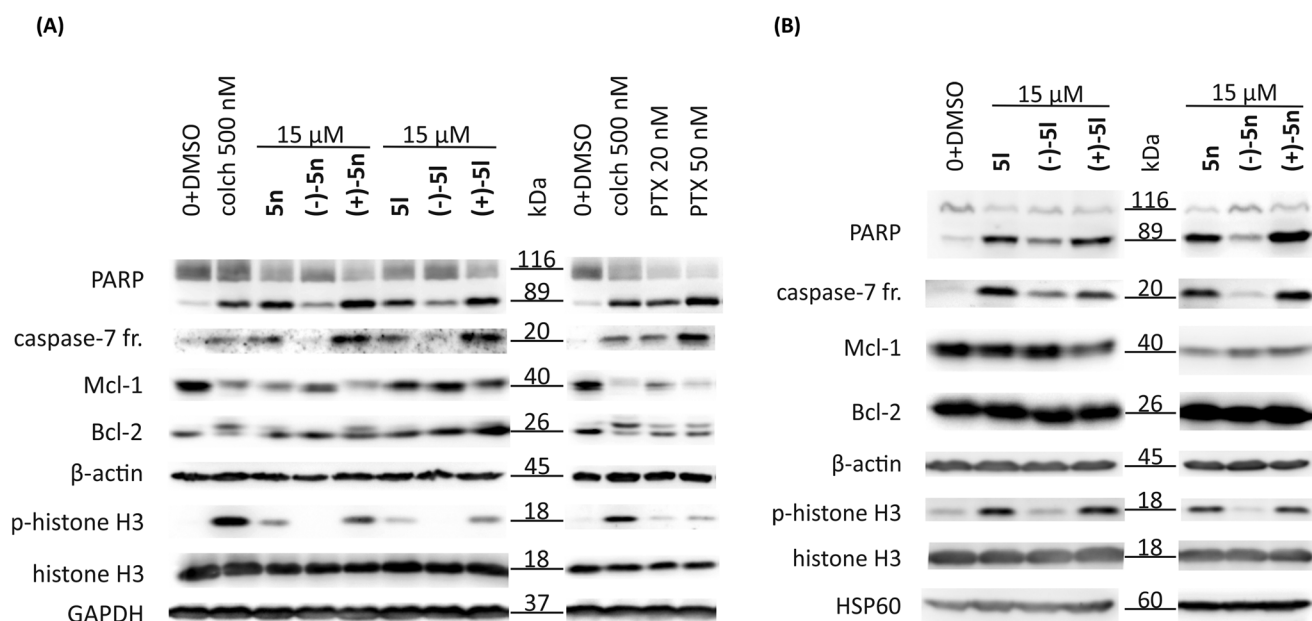 (A)
(B)
0+DMSO
colch 500 nM
15 µM
5n
(-)-5n
(+)-5n
15 µM
5l
(-)-5l
(+)-5l
kDa
0+DMSO
colch 500 nM
PTX 20 nM
PTX 50 nM
PARP
116
89
caspase-7 fr.
20
Mcl-1
40
Bcl-2
26
β-actin
45
p-histone H3
18
histone H3
18
GAPDH
37
0+DMSO
15 µM
5l
(-)-5l
(+)-5l
kDa
15 µM
5n
(-)-5n
(+)-5n
PARP
116
89
caspase-7 fr.
20
Mcl-1
40
Bcl-2
26
β-actin
45
p-histone H3
18
histone H3
18
HSP60
60